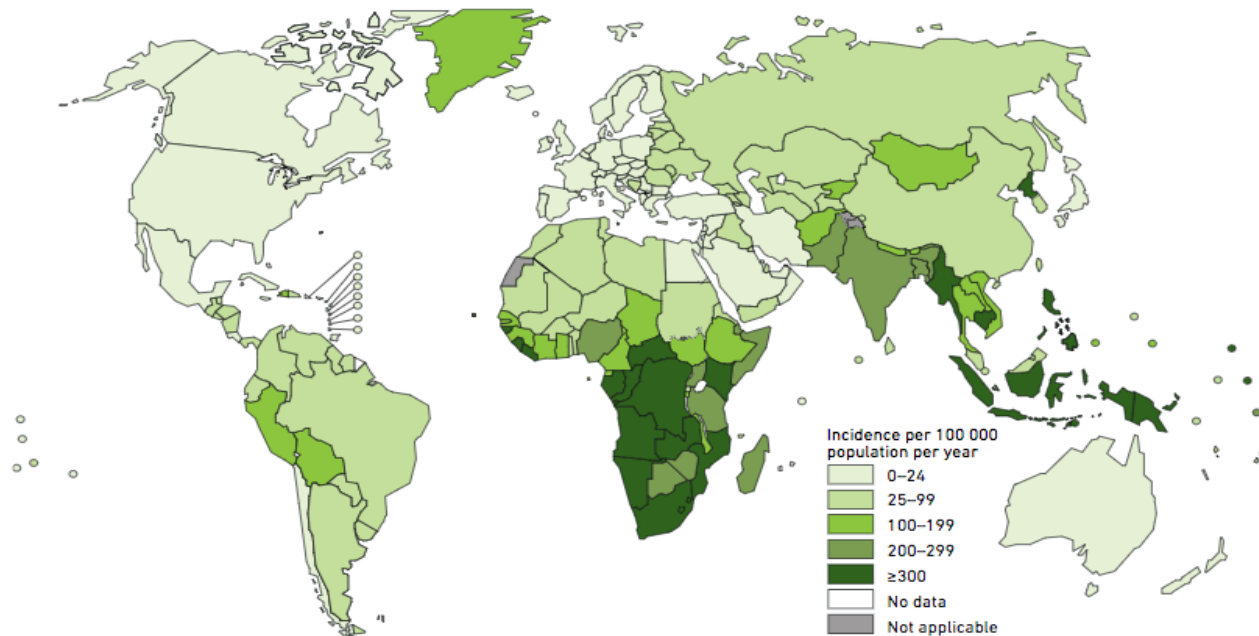 Incidence per 100 000
population per year
0–24
25–99
100–199
200–299
≥300
No data
Not applicable